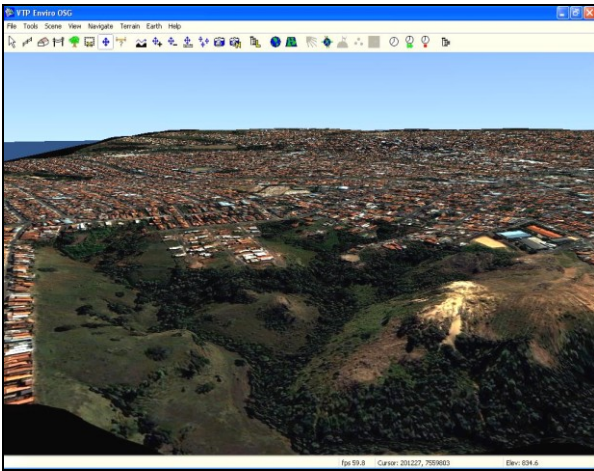 VTP Enviro OSG
File Tools Scene View Navigate Terrain Earth Help
fps 59.8 Cursor: 201227, 7559803 Elev: 834.6